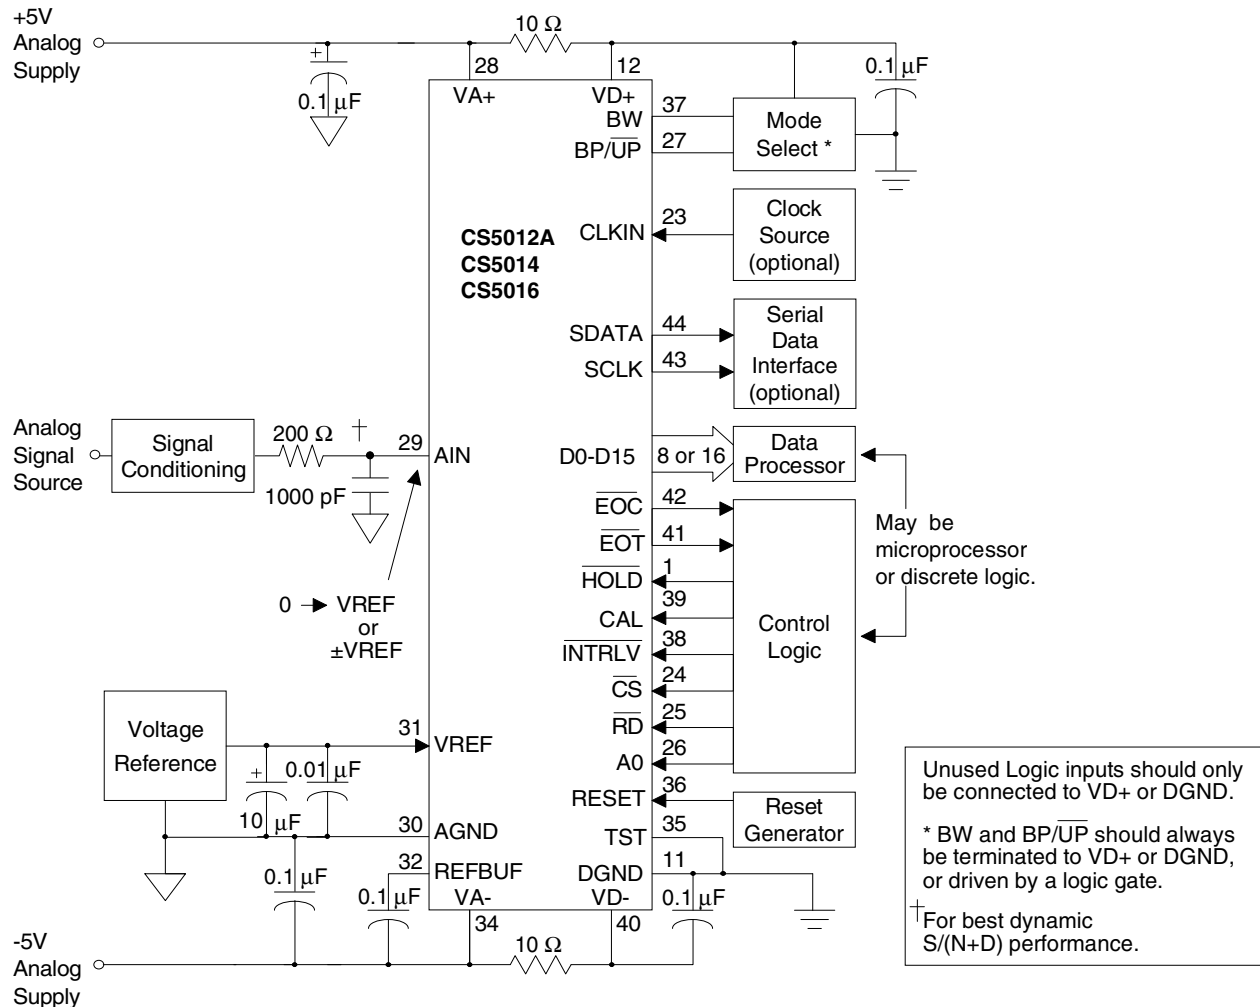 +5V
Analog
Supply
+
0.1 µF
10 Ω
28
VA+
12
VD+
0.1 µF
BW
37
BP/UP
27
Mode
Select *
CS5012A
CS5014
CS5016
CLKIN
23
Clock
Source
(optional)
SDATA
44
SCLK
43
Serial
Data
Interface
(optional)
Analog
Signal
Source
Signal
Conditioning
200 Ω
†
1000 pF
29
AIN
D0-D15
8 or 16
Data
Processor
0 → VREF
or
±VREF
EOC
42
EOT
41
HOLD
1
CAL
39
INTRLV
38
CS
24
RD
25
A0
26
Control
Logic
May be
microprocessor
or discrete logic.
Voltage
Reference
31
VREF
+
10 µF
0.01 µF
RESET
36
Reset
Generator
30
AGND
TST
35
32
REFBUF
DGND
11
0.1 µF
0.1 µF
VA-
34
VD-
40
0.1 µF
10 Ω
-5V
Analog
Supply
Unused Logic inputs should only
be connected to VD+ or DGND.
* BW and BP/UP should always
be terminated to VD+ or DGND,
or driven by a logic gate.
†For best dynamic
S/(N+D) performance.